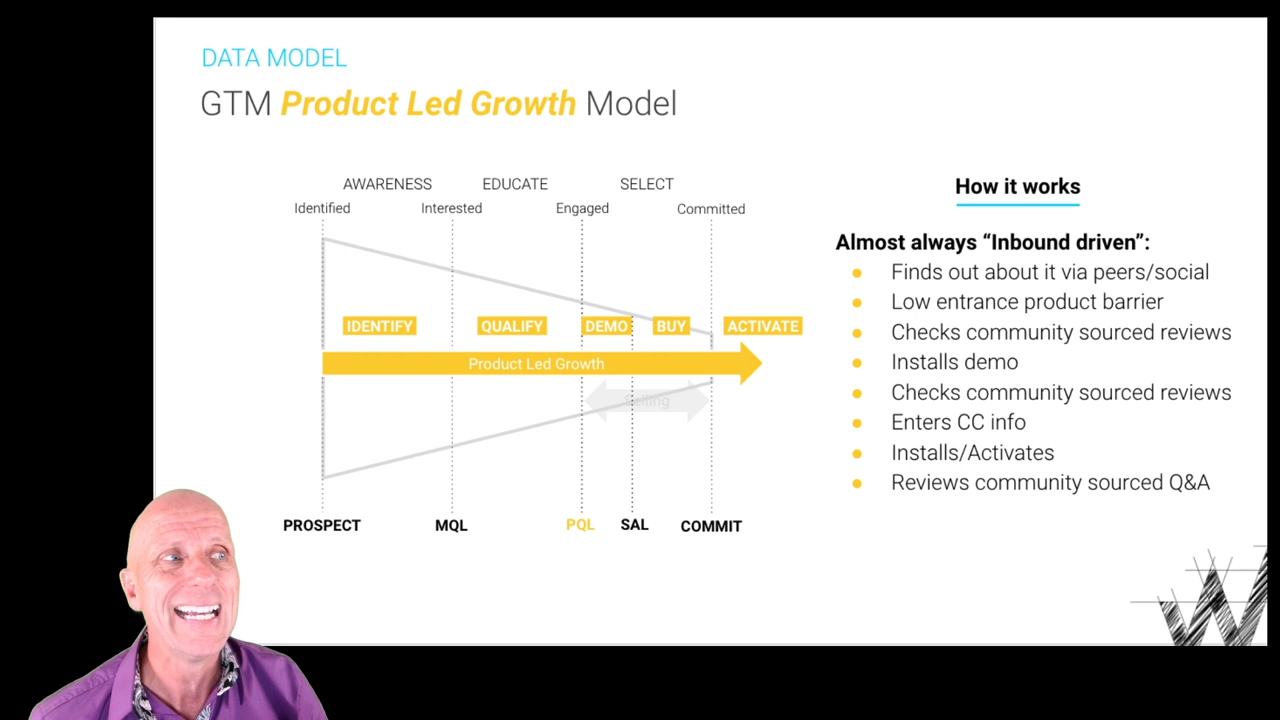 DATA MODEL
GTM Product Led Growth Model
AWARENESS EDUCATE SELECT
Identified Interested Engaged Committed
IDENTIFY QUALIFY DEMO BUY ACTIVATE
Product Led Growth
Selling
PROSPECT MQL PQL SAL COMMIT
How it works
Almost always “Inbound driven”:
Finds out about it via peers/social
Low entrance product barrier
Checks community sourced reviews
Installs demo
Checks community sourced reviews
Enters CC info
Installs/Activates
Reviews community sourced Q&A
W